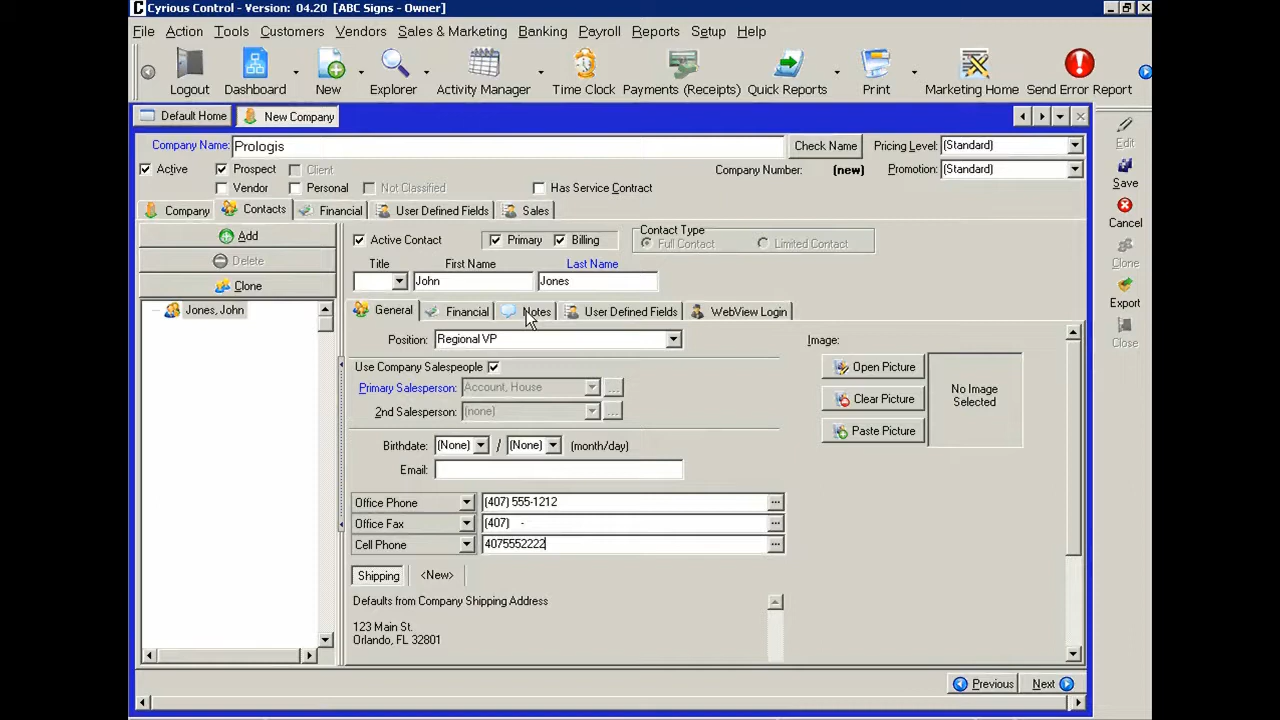 Cyrious Control - Version: 04.20 [ABC Signs - Owner]
File Action Tools Customers Vendors Sales & Marketing Banking Payroll Reports Setup Help
Logout Dashboard New Explorer Activity Manager Time Clock Payments (Receipts) Quick Reports Print Marketing Home Send Error Report
Default Home New Company
Company Name: Prologis Check Name Pricing Level: (Standard) Edit
Active Prospect Client Company Number: (new) Promotion: (Standard)
Vendor Personal Not Classified Has Service Contract Save
Company Contacts Financial User Defined Fields Sales
Cancel
Add Active Contact Primary Billing Contact Type
Full Contact Limited Contact
Delete Title First Name Last Name Clone
Clone John Jones
Export
Jones, John General Financial Notes User Defined Fields WebView Login
Position: Regional VP Image: Close
Use Company Salespeople Open Picture
Primary Salesperson: Account, House ... No Image
Selected
2nd Salesperson: (none) ... Clear Picture
Paste Picture
Birthdate: (None) / (None) (month/day)
Email:
Office Phone (407) 555-1212 ...
Office Fax (407) - ...
Cell Phone 4075552222 ...
Shipping <New>
Defaults from Company Shipping Address
123 Main St.
Orlando, FL 32801
Previous Next